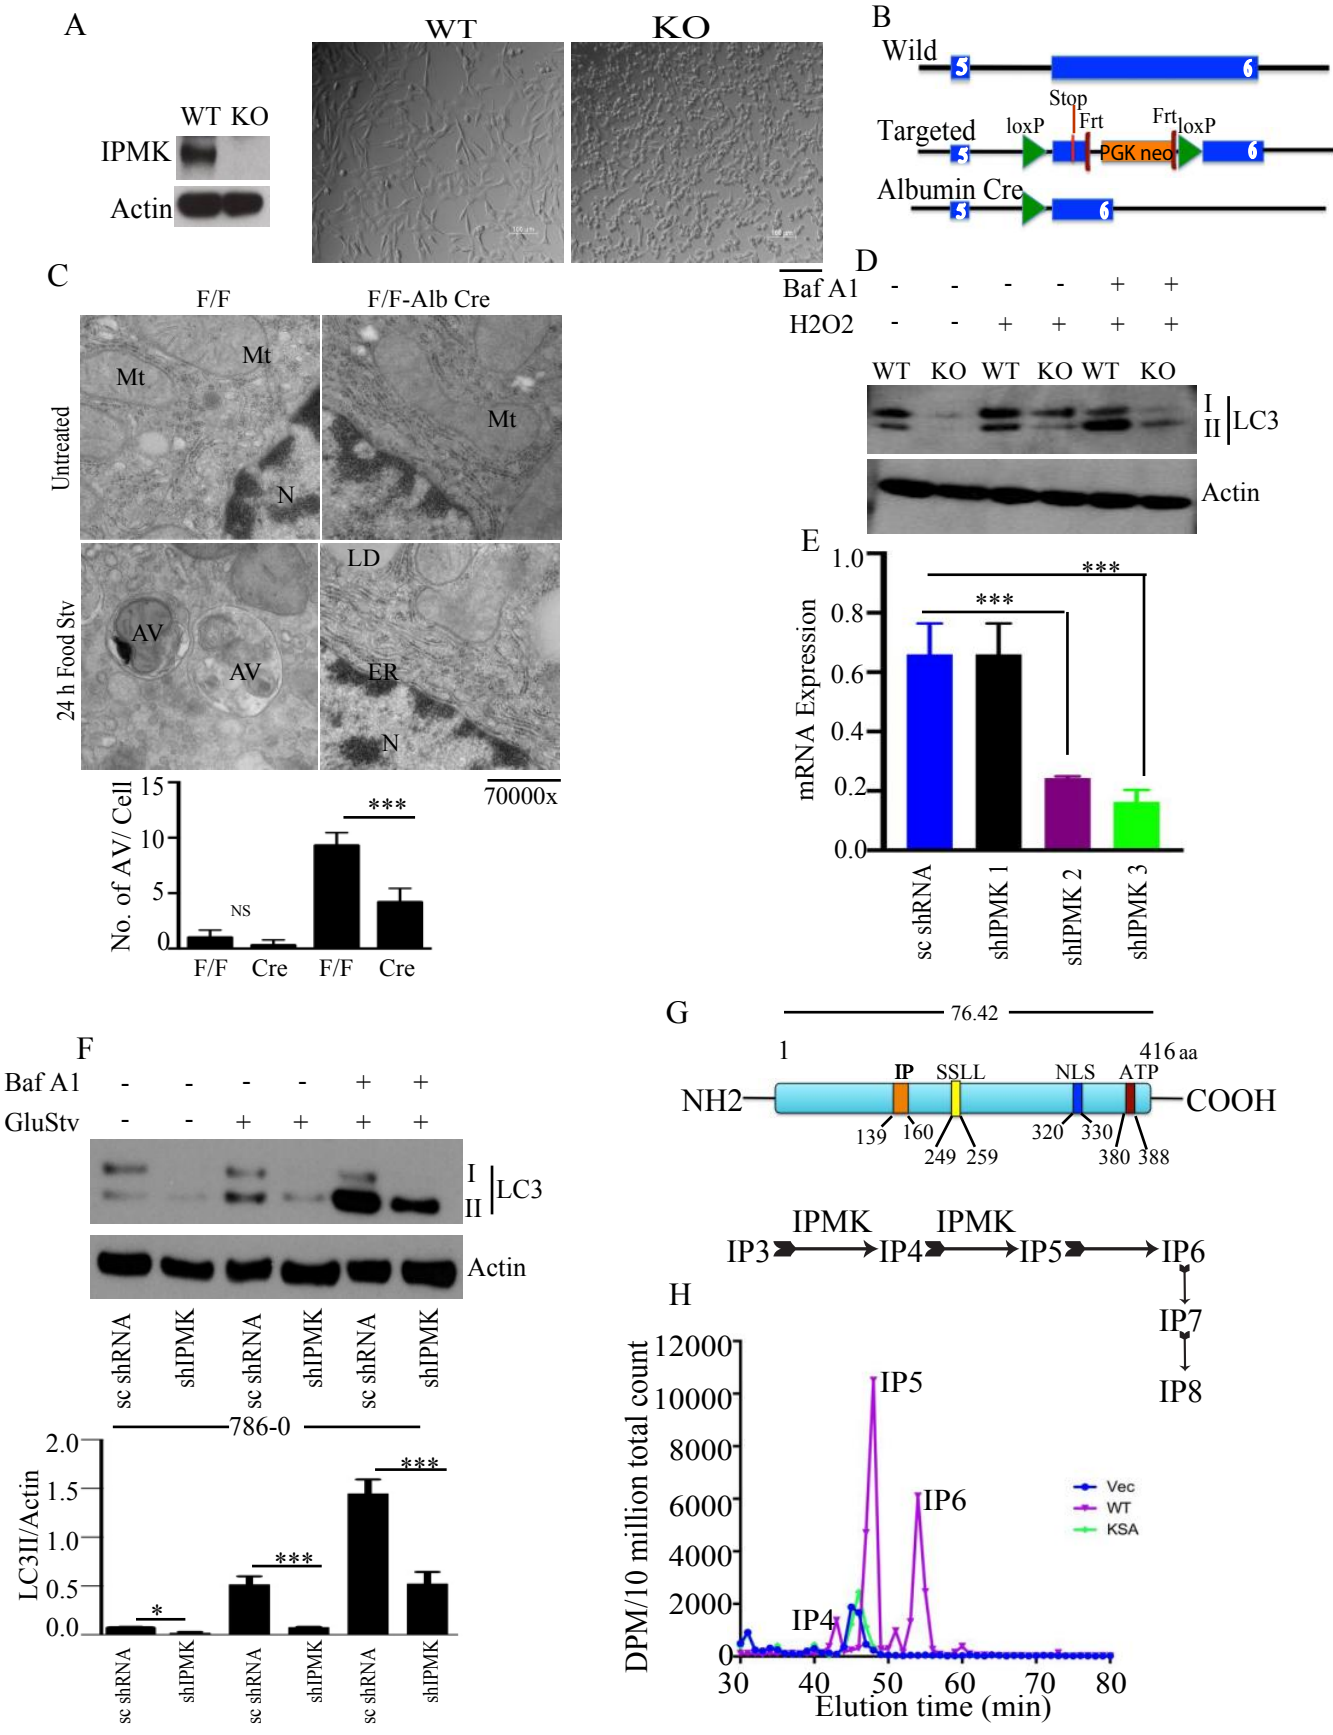 A
WT KO
WT KO
IPMK
Actin
100 µm
100 µm
B
Wild
5 6
Stop
loxP Frt Frt loxP
Targeted
5 PGK neo 6
Albumin Cre
5 6
C
F/F F/F-Alb Cre
Untreated
Mt Mt N
Mt
24 h Food Stv
AV AV
LD ER N
70000x
No. of AV/ Cell
15
10
5
0
NS ***
F/F Cre F/F Cre
D
Baf A1 - - - - + +
H2O2 - - + + + +
WT KO WT KO WT KO
I
II LC3
Actin
E
mRNA Expression
1.0
0.8
0.6
0.4
0.2
0.0
***
***
sc shRNA shIPMK 1 shIPMK 2 shIPMK 3
F
Baf A1 - - - - + +
GluStv - - + + + +
I
II LC3
Actin
sc shRNA shIPMK sc shRNA shIPMK sc shRNA shIPMK
786-0
LC3II/Actin
2.0
1.5
1.0
0.5
0.0
* *** ***
sc shRNA shIPMK sc shRNA shIPMK sc shRNA shIPMK
G
76.42
1 416 aa
IP SSLL NLS ATP
NH2 COOH
139 160 249 259 320 330 380 388
IPMK IPMK
IP3 IP4 IP5 IP6
IP7
IP8
H
DPM/10 million total count
12000
10000
8000
6000
4000
2000
0
IP5
IP6
IP4
Vec
WT
KSA
30 40 50 60 70 80
Elution time (min)